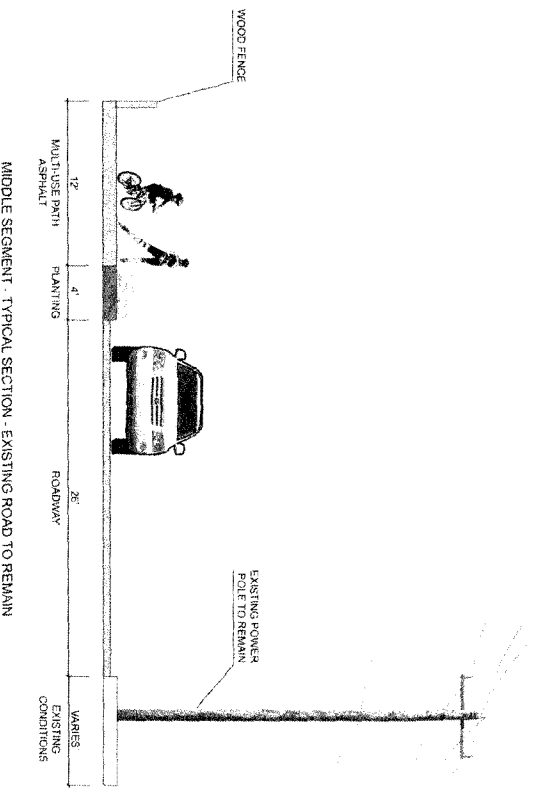 WOOD FENCE
EXISTING POWER
POLE TO REMAIN
12'
4'
26'
VARIES
MULTI-USE PATH
ASPHALT
PLANTING
ROADWAY
EXISTING
CONDITIONS
MIDDLE SEGMENT - TYPICAL SECTION - EXISTING ROAD TO REMAIN